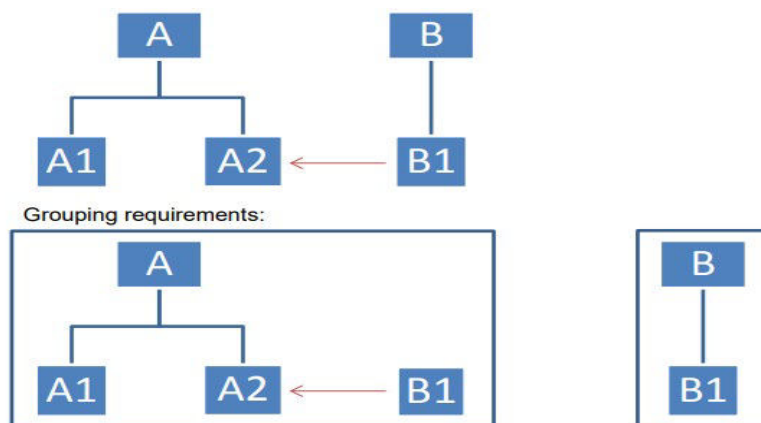 A B
A1 A2 B1
Grouping requirements:
A B
A1 A2 B1 B1